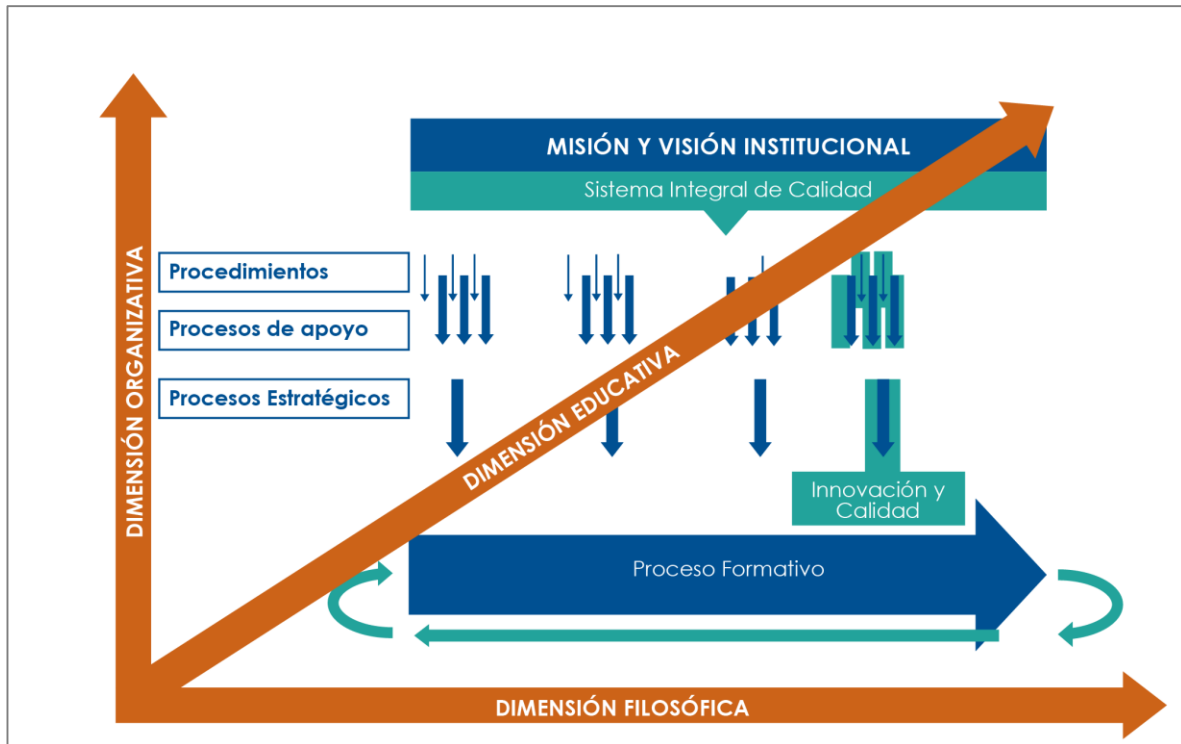 MISIÓN Y VISIÓN INSTITUCIONAL
Sistema Integral de Calidad
Procedimientos
Procesos de apoyo
Procesos Estratégicos
DIMENSIÓN ORGANIZATIVA
DIMENSIÓN EDUCATIVA
Innovación y
Calidad
Proceso Formativo
DIMENSIÓN FILOSÓFICA